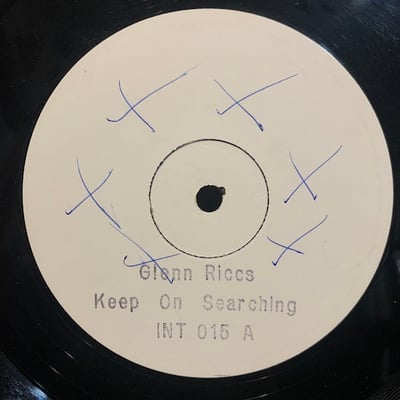 Glenn Riccs
Keep On Searching
INT 015 A